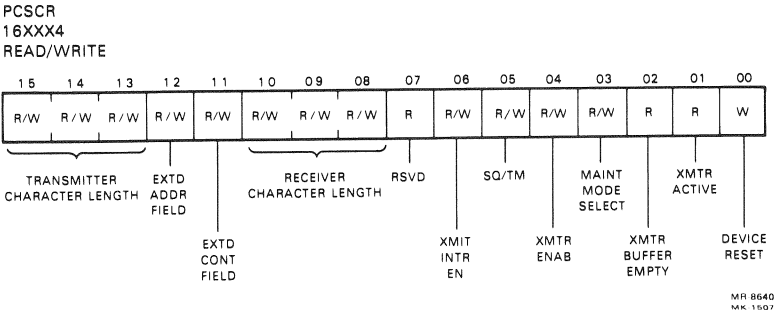 PCSCR
16XXX4
READ/WRITE
15 14 13 12 11 10 09 08 07 06 05 04 03 02 01 00
R/W R/W R/W R/W R/W R/W R/W R/W R R/W R/W R/W R/W R R W
TRANSMITTER
CHARACTER LENGTH
EXTD
ADDR
FIELD
RECEIVER
CHARACTER LENGTH
RSVD
SQ/TM
MAINT
MODE
SELECT
XMTR
ACTIVE
EXTD
CONT
FIELD
XMIT
INTR
EN
XMTR
ENAB
XMTR
BUFFER
EMPTY
DEVICE
RESET
MR 8640
MK 1507